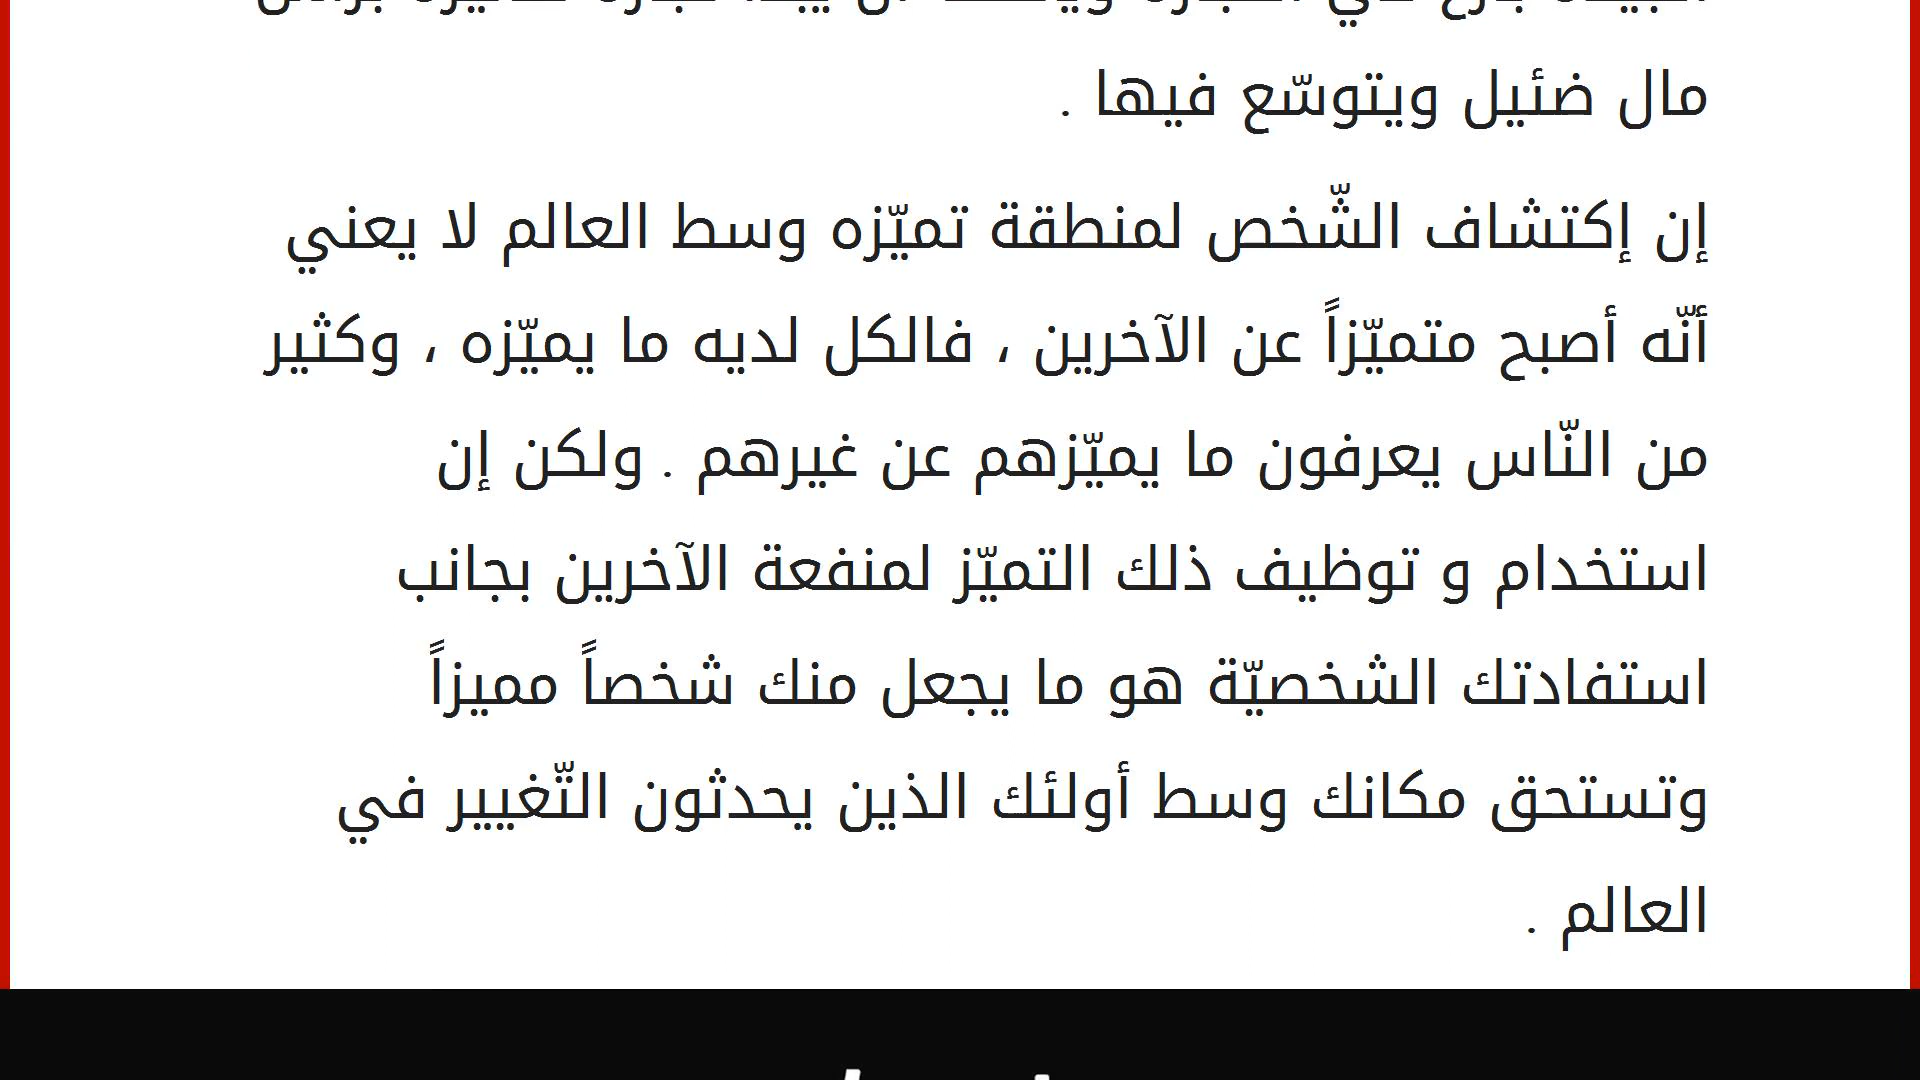 مال ضئيل ويتوسّع فيها .
إن إكتشاف الشّخص لمنطقة تميّزه وسط العالم لا يعني
أنّه أصبح متميّزاً عن الآخرين ، فالكل لديه ما يميّزه ، وكثير
من النّاس يعرفون ما يميّزهم عن غيرهم . ولكن إن
استخدام و توظيف ذلك التميّز لمنفعة الآخرين بجانب
استفادتك الشخصيّة هو ما يجعل منك شخصاً مميزاً
وتستحق مكانك وسط أولئك الذين يحدثون التّغيير في
العالم .